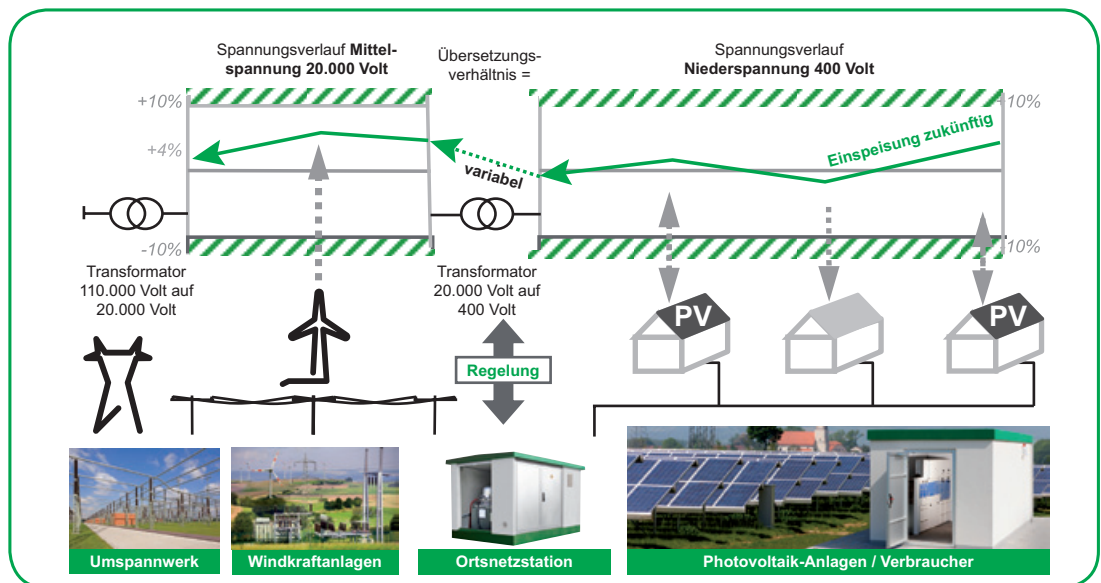 Spannungsverlauf Mittel-
spannung 20.000 Volt
Übersetzungs-
verhältnis =
Spannungsverlauf
Niederspannung 400 Volt
+10%
+10%
+4%
Einspeisung zukünftig
variabel
-10%
-10%
Transformator
110.000 Volt auf
20.000 Volt
Transformator
20.000 Volt auf
400 Volt
PV
PV
Regelung
Umspannwerk
Windkraftanlagen
Ortsnetzstation
Photovoltaik-Anlagen / Verbraucher